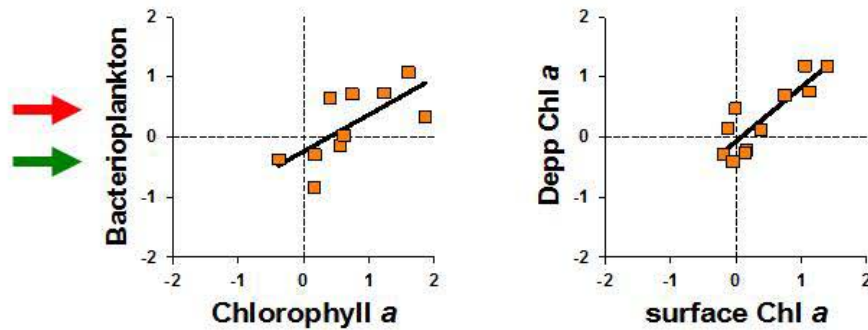 Bacterioplankton
2
1
0
-1
-2
-2 -1 0 1 2
Chlorophyll a
Depp Chl a
2
1
0
-1
-2
-2 -1 0 1 2
surface Chl a